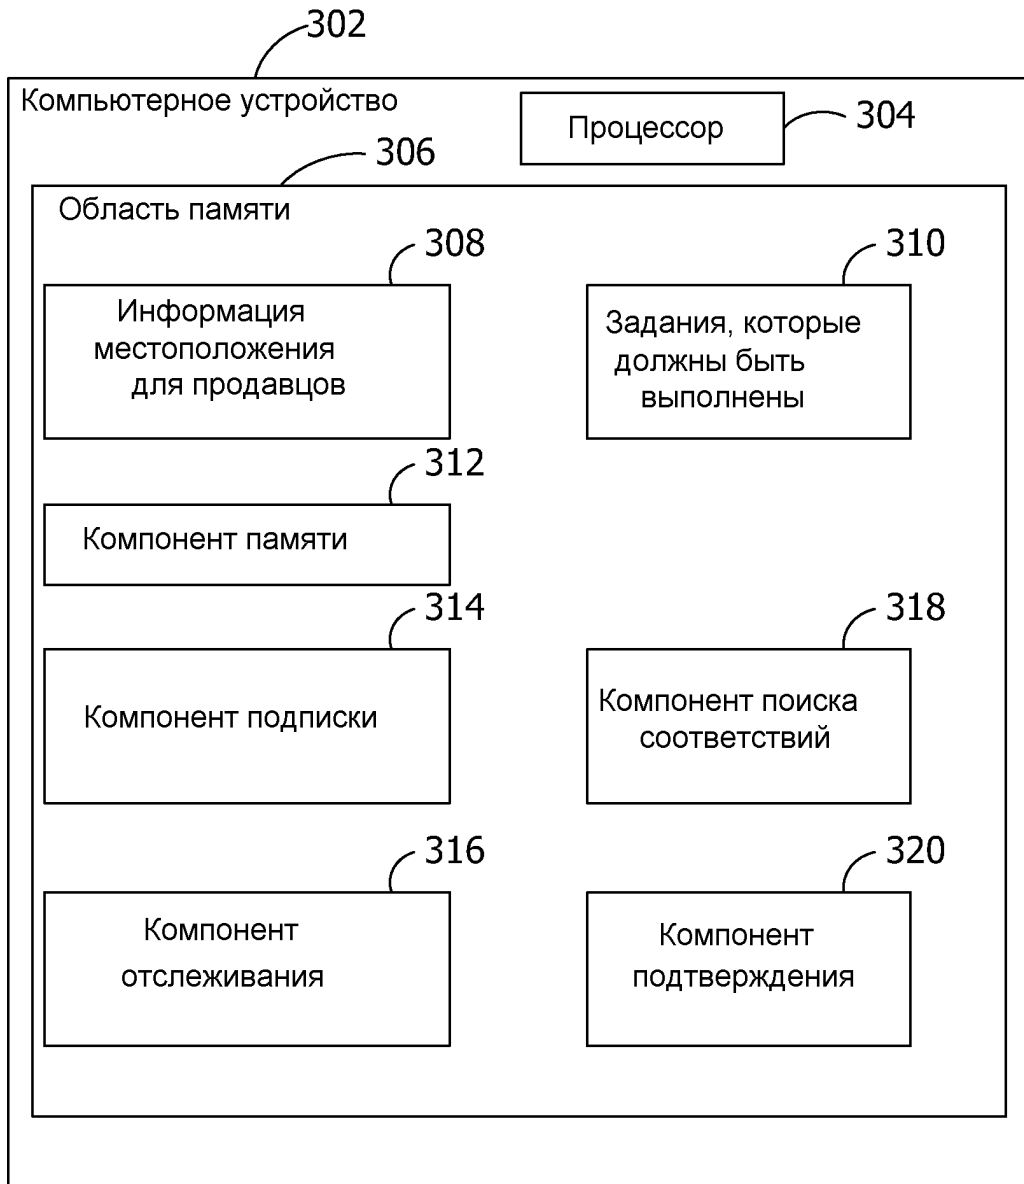 302
Компьютерное устройство
Процессор
304
306
Область памяти
308
310
Информация
местоположения
для продавцов
Задания, которые
должны быть
выполнены
312
Компонент памяти
314
318
Компонент подписки
Компонент поиска
соответствий
316
320
Компонент
отслеживания
Компонент
подтверждения